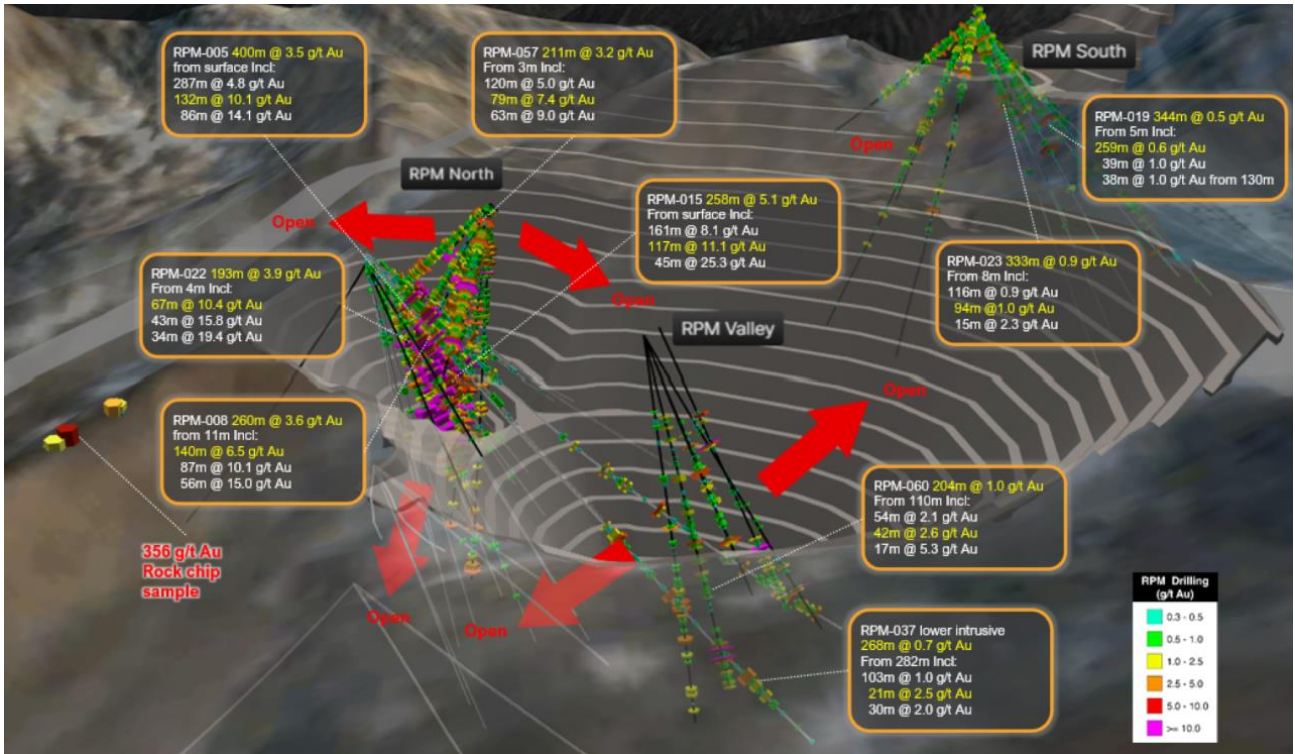 RPM-005 400m @ 3.5 g/t Au
from surface Incl:
287m @ 4.8 g/t Au
132m @ 10.1 g/t Au
86m @ 14.1 g/t Au
RPM-057 211m @ 3.2 g/t Au
From 3m Incl:
120m @ 5.0 g/t Au
79m @ 7.4 g/t Au
63m @ 9.0 g/t Au
RPM South
RPM-019 344m @ 0.5 g/t Au
From 5m Incl:
259m @ 0.6 g/t Au
39m @ 1.0 g/t Au
38m @ 1.0 g/t Au from 130m
Open
RPM North
RPM-015 258m @ 5.1 g/t Au
From surface Incl:
161m @ 8.1 g/t Au
117m @ 11.1 g/t Au
45m @ 25.3 g/t Au
Open
RPM-022 193m @ 3.9 g/t Au
From 4m Incl:
67m @ 10.4 g/t Au
43m @ 15.8 g/t Au
34m @ 19.4 g/t Au
Open
RPM-023 333m @ 0.9 g/t Au
From 8m Incl:
116m @ 0.9 g/t Au
94m @1.0 g/t Au
15m @ 2.3 g/t Au
RPM Valley
Open
RPM-008 260m @ 3.6 g/t Au
from 11m Incl:
140m @ 6.5 g/t Au
87m @ 10.1 g/t Au
56m @ 15.0 g/t Au
RPM-060 204m @ 1.0 g/t Au
From 110m Incl:
54m @ 2.1 g/t Au
42m @ 2.6 g/t Au
17m @ 5.3 g/t Au
356 g/t Au
Rock chip
sample
Open
Open
RPM-037 lower intrusive
268m @ 0.7 g/t Au
From 282m Incl:
103m @ 1.0 g/t Au
21m @ 2.5 g/t Au
30m @ 2.0 g/t Au
RPM Drilling
(g/t Au)
0.3 - 0.5
0.5 - 1.0
1.0 - 2.5
2.5 - 5.0
5.0 - 10.0
>= 10.0